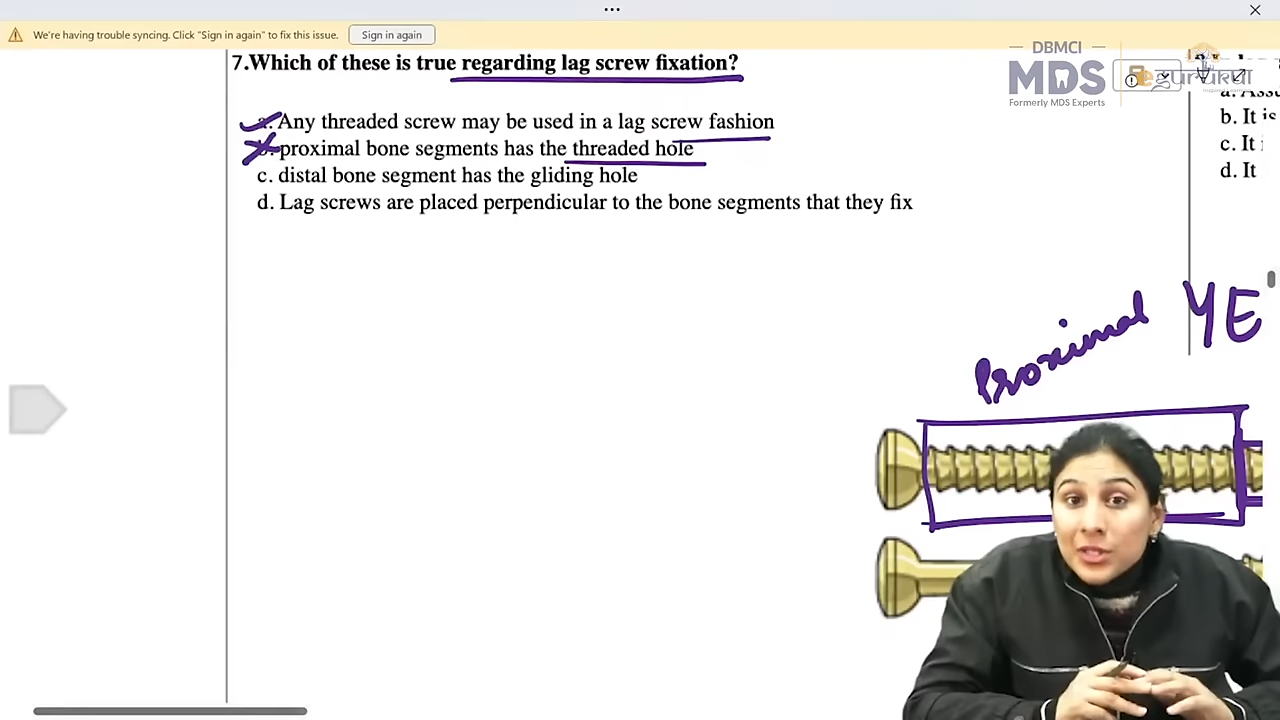 We're having trouble syncing. Click "Sign in again" to fix this issue.
Sign in again
7.Which of these is true regarding lag screw fixation?
a. Any threaded screw may be used in a lag screw fashion
b. proximal bone segments has the threaded hole
c. distal bone segment has the gliding hole
d. Lag screws are placed perpendicular to the bone segments that they fix
DBMCI
MDS
Formerly MDS Experts
b. It is
c. It
d. It
Proximal YE